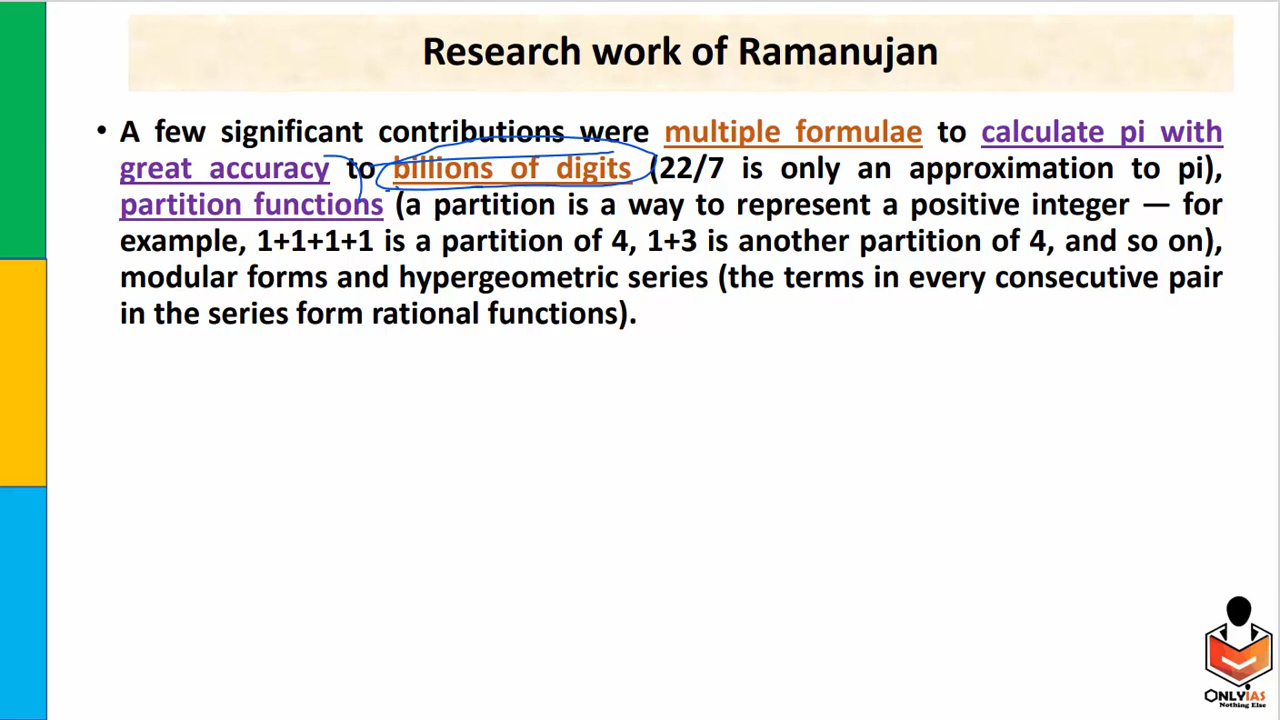 Research work of Ramanujan
• A few significant contributions were multiple formulae to calculate pi with
great accuracy to billions of digits (22/7 is only an approximation to pi),
partition functions (a partition is a way to represent a positive integer — for
example, 1+1+1+1 is a partition of 4, 1+3 is another partition of 4, and so on),
modular forms and hypergeometric series (the terms in every consecutive pair
in the series form rational functions).
ONLYIAS
Nothing Else